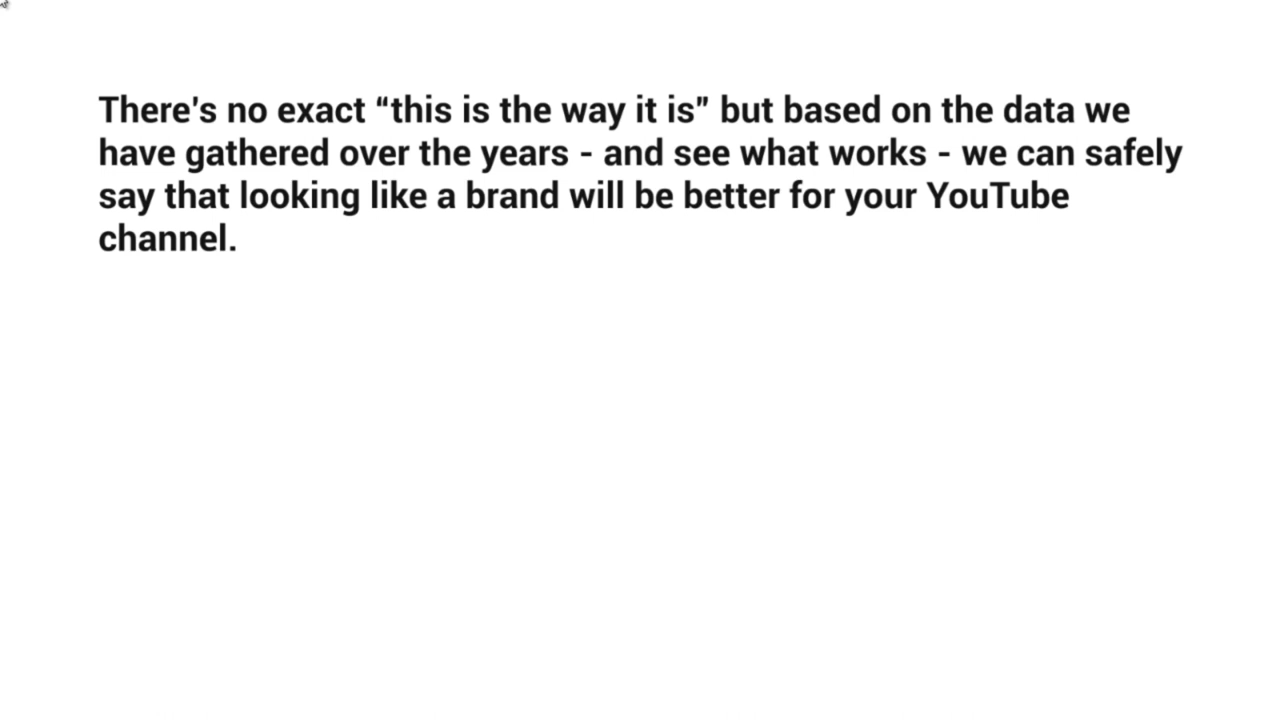 There's no exact “this is the way it is” but based on the data we
have gathered over the years - and see what works - we can safely
say that looking like a brand will be better for your YouTube
channel.